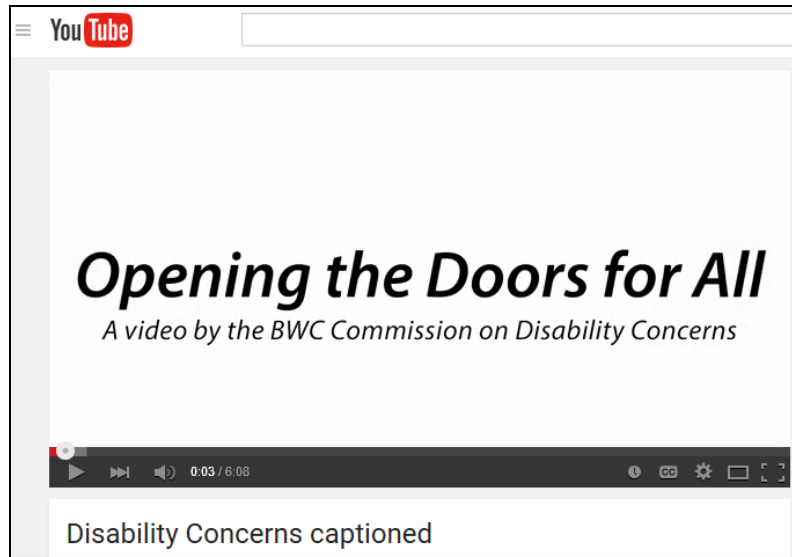 YouTube
Opening the Doors for All
A video by the BWC Commission on Disability Concerns
0:03 / 6:08
CC
Disability Concerns captioned